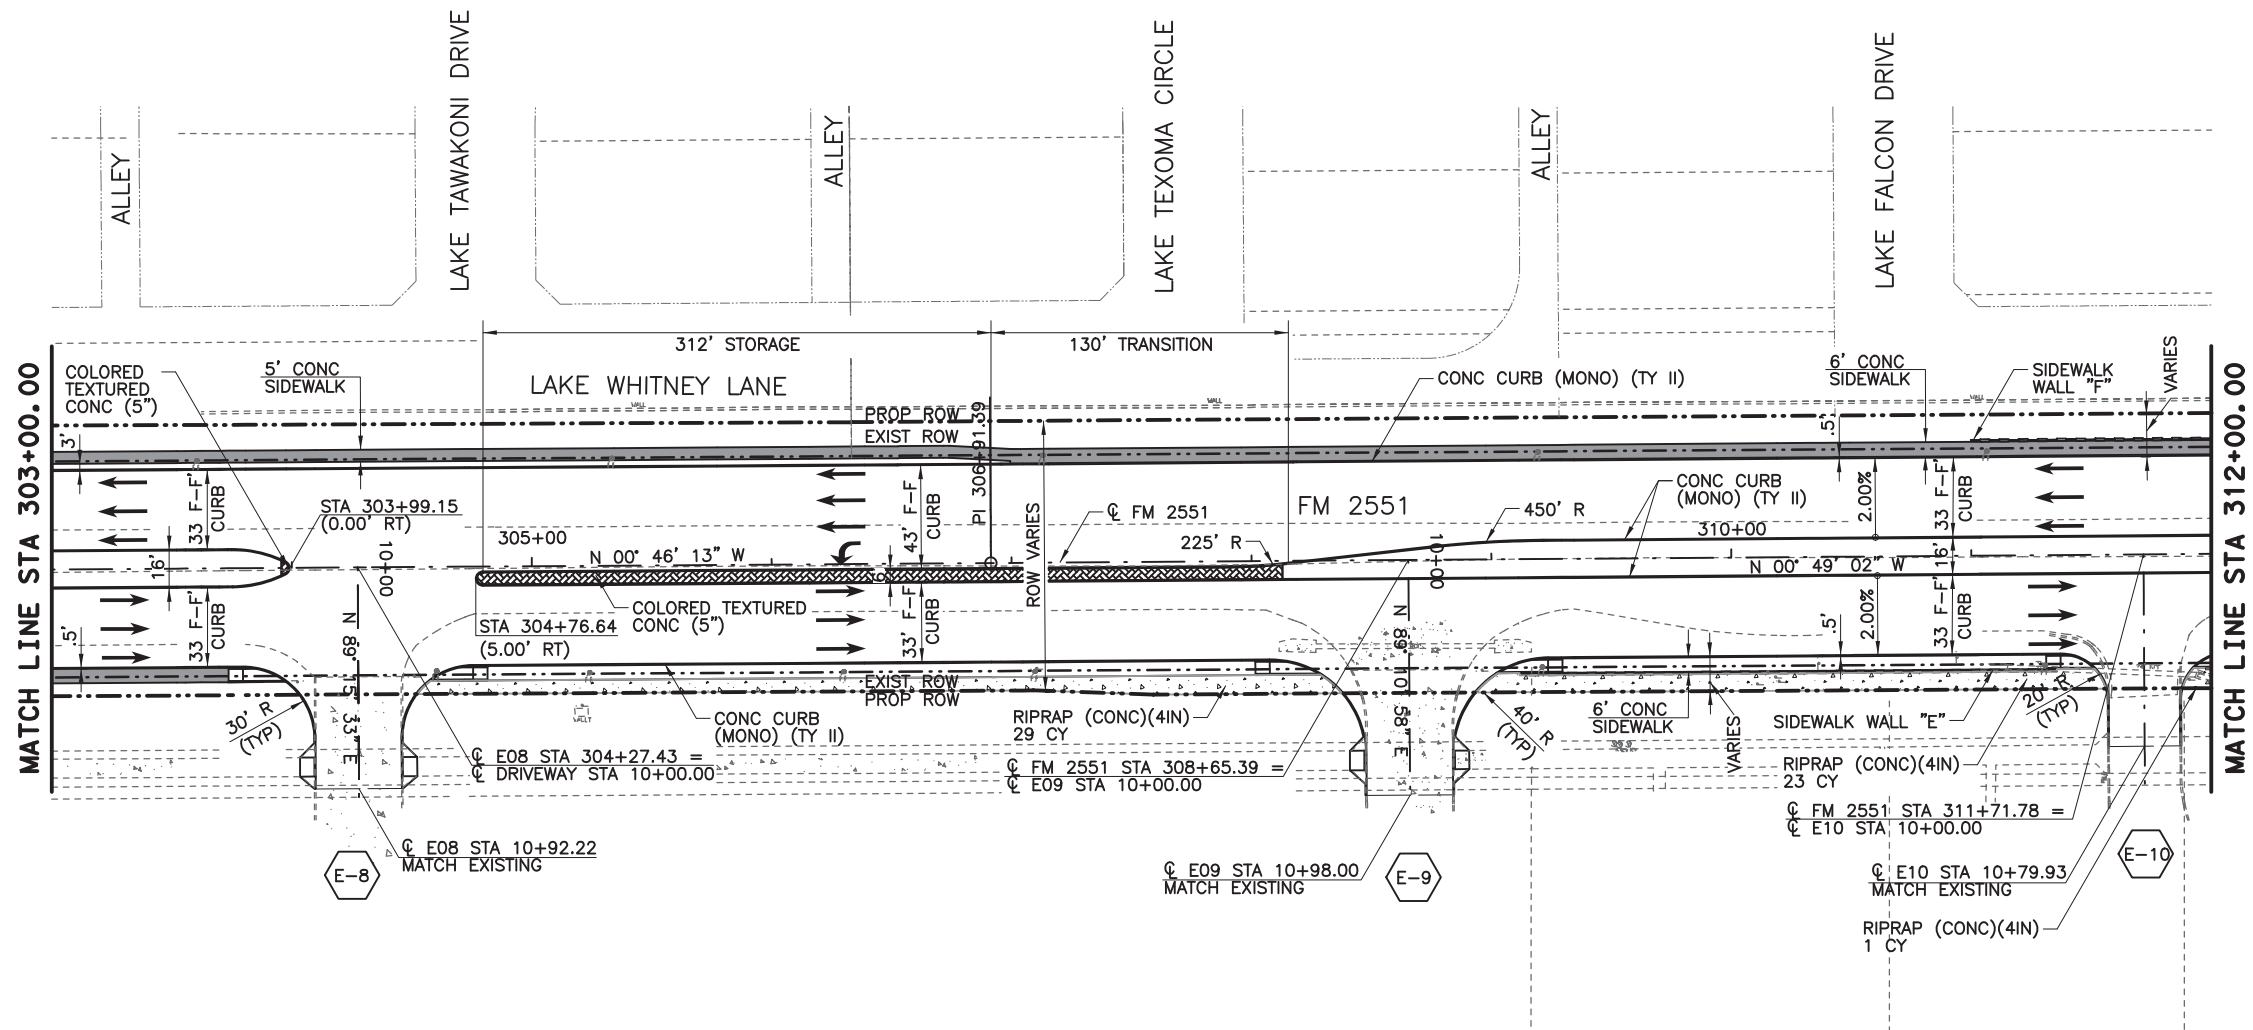 ALLEY
LAKE TAWAKONI DRIVE
ALLEY
LAKE TEXOMA CIRCLE
ALLEY
LAKE FALCON DRIVE
312' STORAGE
130' TRANSITION
MATCH LINE STA 303+00.00
COLORED
TEXTURED
CONC (5")
5' CONC
SIDEWALK
LAKE WHITNEY LANE
WALL
PROP ROW
EXIST ROW
PI 306+91.39
WALL
CONC CURB (MONO) (TY II)
6' CONC
SIDEWALK
WALL
SIDEWALK
WALL "F"
VARIES
MATCH LINE STA 312+00.00
3'
33 F-F'
CURB
STA 303+99.15
(0.00' RT)
10+00
305+00
N 00° 46' 13" W
43' F-F
CURB
ROW VARIES
℄ FM 2551
FM 2551
225' R
450' R
10+00
CONC CURB
(MONO) (TY II)
310+00
N 00° 49' 02" W
.5'
2.00%
33 F-F'
CURB
16'
16'
6'
33 F-F'
CURB
.5'
N 89° 15' 33" E
COLORED TEXTURED
CONC (5")
STA 304+76.64
(5.00' RT)
33' F-F
CURB
N 89° 10' 58" E
.5'
2.00%
33 F-F'
CURB
EXIST ROW
PROP ROW
30' R
(TYP)
WALLT
CONC CURB
(MONO) (TY II)
RIPRAP (CONC)(4IN)
29 CY
40' R
(TYP)
6' CONC
SIDEWALK
VARIES
SIDEWALK WALL "E"
20' R
(TYP)
℄ E08 STA 304+27.43 =
℄ DRIVEWAY STA 10+00.00
℄ FM 2551 STA 308+65.39 =
℄ E09 STA 10+00.00
RIPRAP (CONC)(4IN)
23 CY
℄ FM 2551 STA 311+71.78 =
℄ E10 STA 10+00.00
℄ E08 STA 10+92.22
MATCH EXISTING
E-8
℄ E09 STA 10+98.00
MATCH EXISTING
E-9
℄ E10 STA 10+79.93
MATCH EXISTING
E-10
RIPRAP (CONC)(4IN)
1 CY